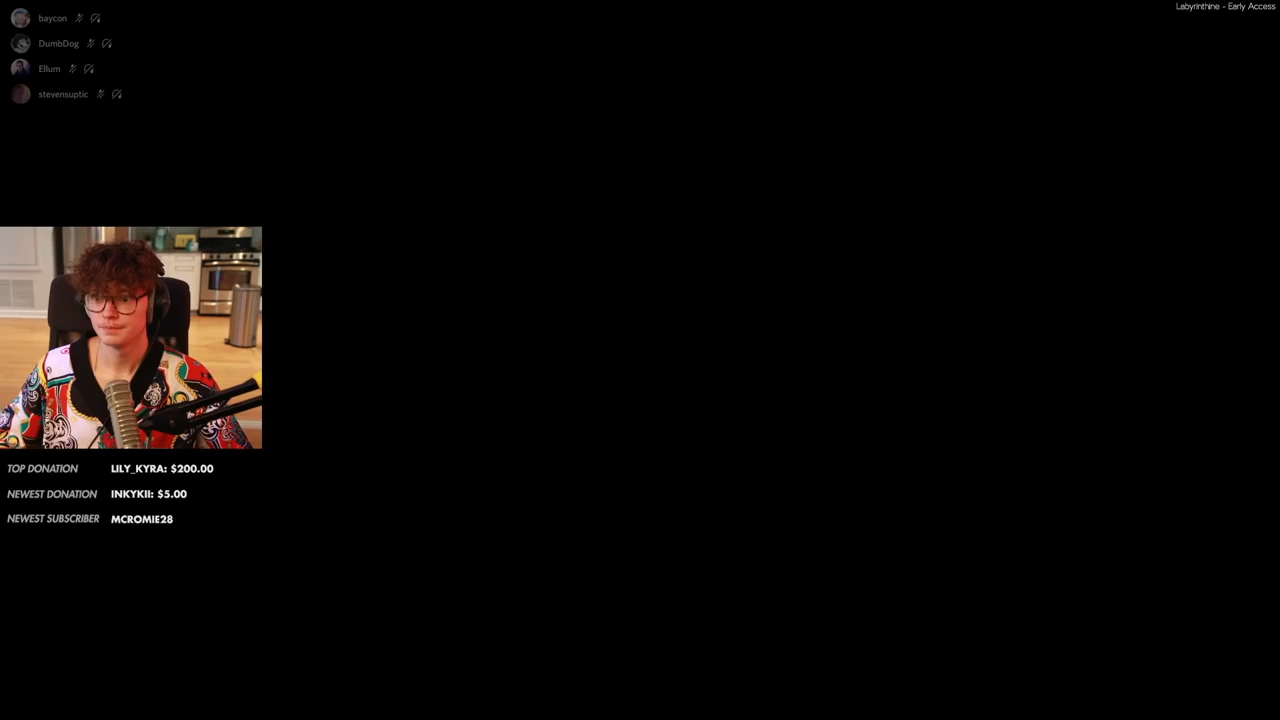 Labyrinthine - Early Access
baycon
DumbDog
Ellum
stevensuptic
TOP DONATION LILY_KYRA: $200.00
NEWEST DONATION INKYKII: $5.00
NEWEST SUBSCRIBER MCROMIE28